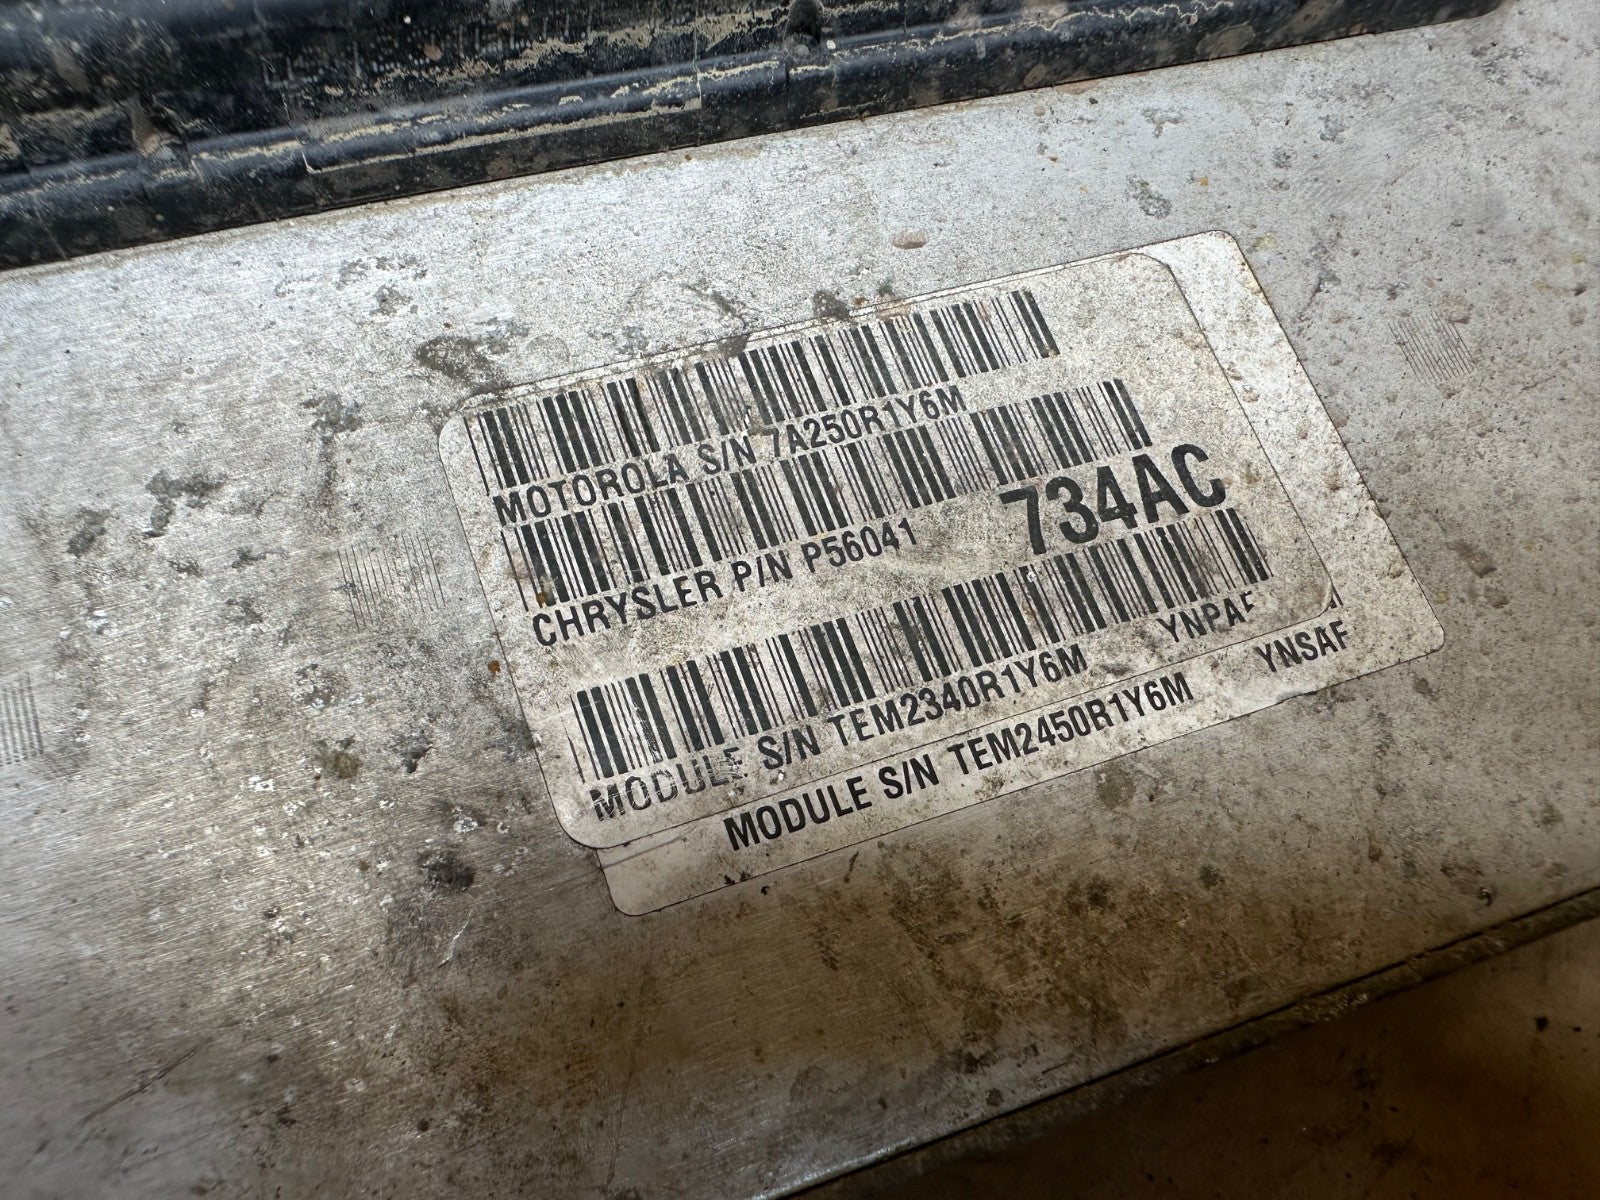 MOTOROLA S/N 7A250R1Y6M
CHRYSLER P/N P56041 734AC
MODULE S/N TEM2340R1Y6M YNPAF
MODULE S/N TEM2450R1Y6M YNSAF